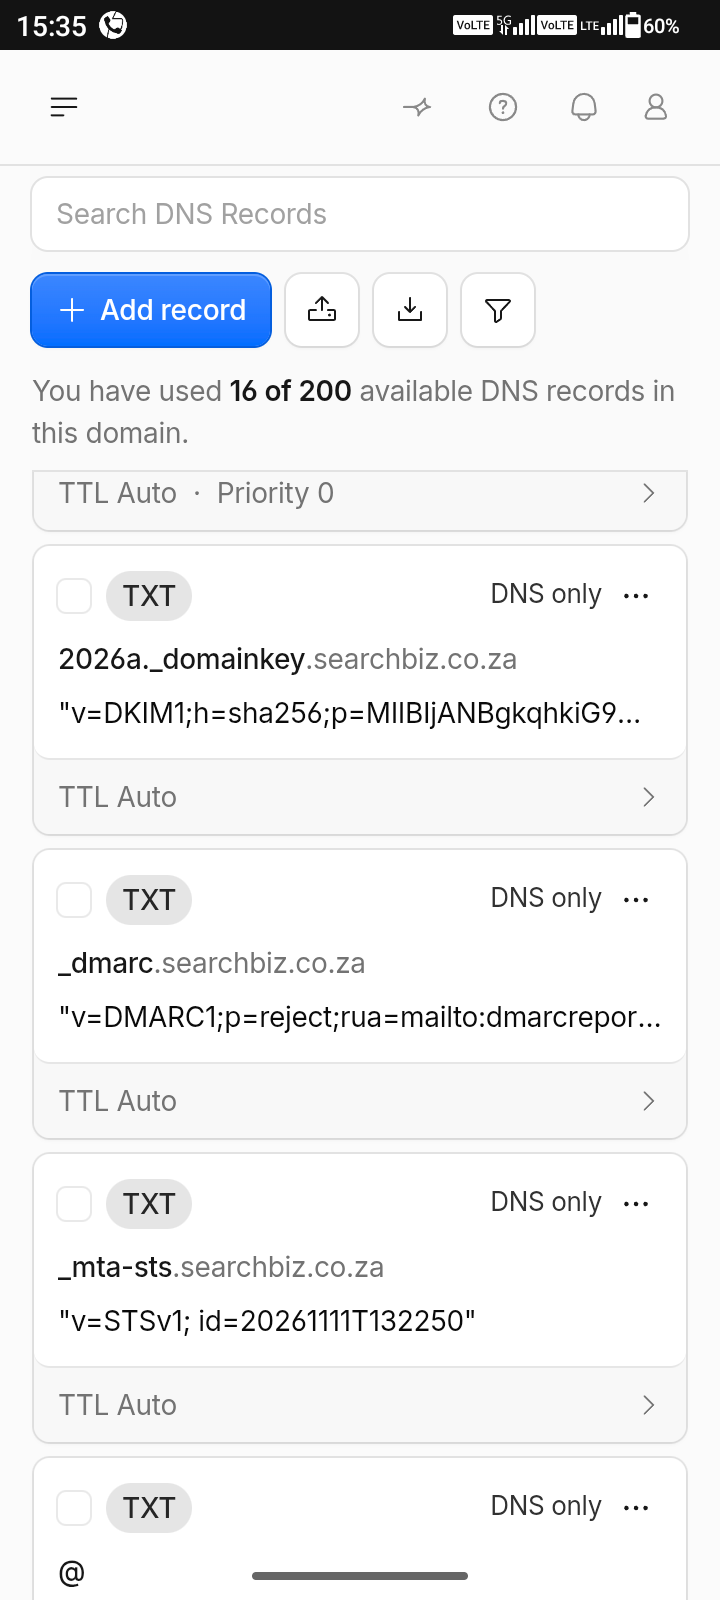 15:35 VoLTE 5G VoLTE LTE 60%
Search DNS Records
Add record
You have used 16 of 200 available DNS records in
this domain.
TTL Auto · Priority 0
TXT DNS only ...
2026a._domainkey.searchbiz.co.za
"v=DKIM1;h=sha256;p=MIIBIjANBgkqhkiG9...
TTL Auto
TXT DNS only ...
_dmarc.searchbiz.co.za
"v=DMARC1;p=reject;rua=mailto:dmarcrepor...
TTL Auto
TXT DNS only ...
_mta-sts.searchbiz.co.za
"v=STSv1; id=20261111T132250"
TTL Auto
TXT DNS only ...
@